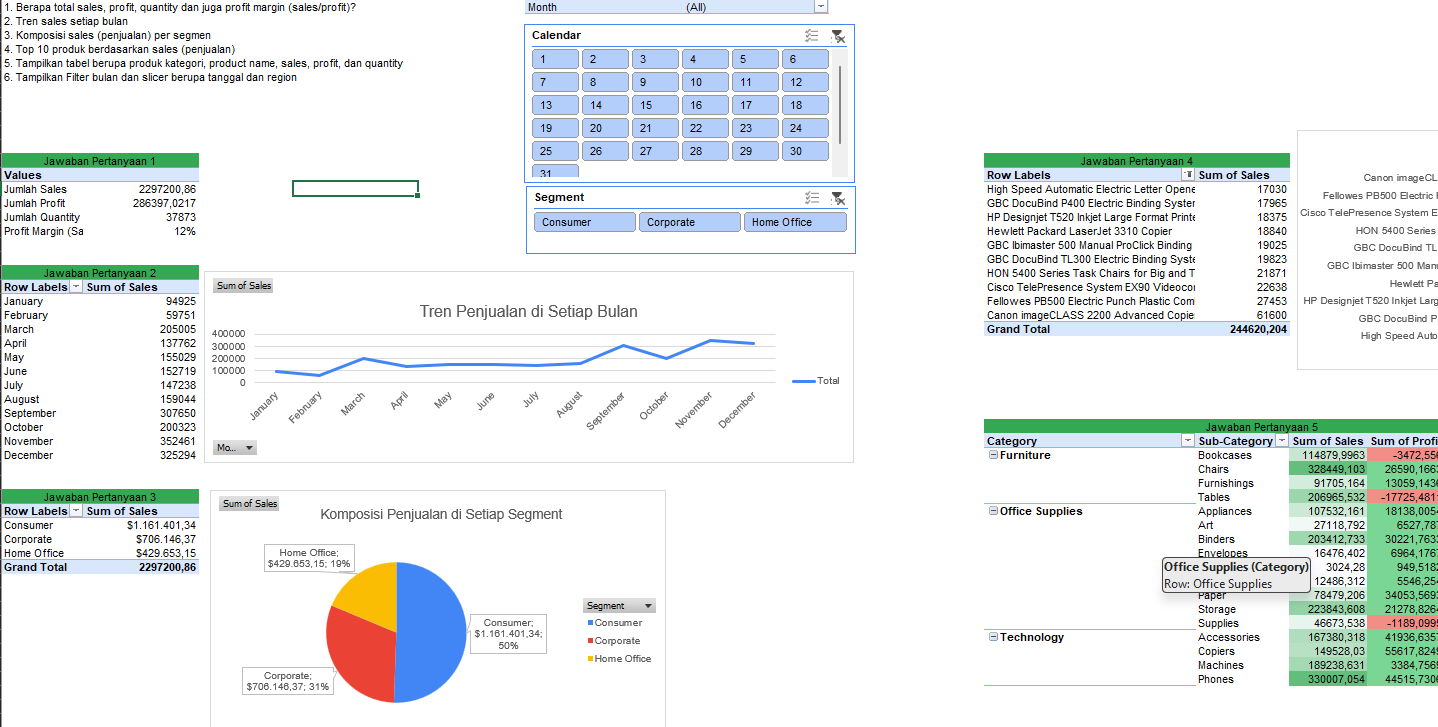 1. Berapa total sales, profit, quantity dan juga profit margin (sales/profit)?
2. Tren sales setiap bulan
3. Komposisi sales (penjualan) per segmen
4. Top 10 produk berdasarkan sales (penjualan)
5. Tampilkan tabel berupa produk kategori, product name, sales, profit, dan quantity
6. Tampilkan Filter bulan dan slicer berupa tanggal dan region
Month (All)
Calendar
1 2 3 4 5 6
7 8 9 10 11 12
13 14 15 16 17 18
19 20 21 22 23 24
25 26 27 28 29 30
31
Segment
Consumer Corporate Home Office
Jawaban Pertanyaan 1
Values
Jumlah Sales 2297200,86
Jumlah Profit 286397,0217
Jumlah Quantity 37873
Profit Margin (Sa 12%
Jawaban Pertanyaan 2
Row Labels Sum of Sales
January 94925
February 59751
March 205005
April 137762
May 155029
June 152719
July 147238
August 159044
September 307650
October 200323
November 352461
December 325294
Sum of Sales
Tren Penjualan di Setiap Bulan
400000
300000
200000
100000
0
January February March April May June July August September October November December
Total
Mo...
Jawaban Pertanyaan 3
Row Labels Sum of Sales
Consumer $1.161.401,34
Corporate $706.146,37
Home Office $429.653,15
Grand Total 2297200,86
Sum of Sales
Komposisi Penjualan di Setiap Segment
Home Office;
$429.653,15; 19%
Consumer;
$1.161.401,34;
50%
Corporate;
$706.146,37; 31%
Segment
Consumer
Corporate
Home Office
Jawaban Pertanyaan 4
Row Labels Sum of Sales
High Speed Automatic Electric Letter Opene 17030
GBC DocuBind P400 Electric Binding Syster 17965
HP Designjet T520 Inkjet Large Format Printe 18375
Hewlett Packard LaserJet 3310 Copier 18840
GBC Ibimaster 500 Manual ProClick Binding 19025
GBC DocuBind TL300 Electric Binding Syste 19823
HON 5400 Series Task Chairs for Big and T 21871
Cisco TelePresence System EX90 Videocor 22638
Fellowes PB500 Electric Punch Plastic Com 27453
Canon imageCLASS 2200 Advanced Copie 61600
Grand Total 244620,204
Canon imageCL
Fellowes PB500 Electric
Cisco TelePresence System E
HON 5400 Series
GBC DocuBind TL
GBC Ibimaster 500 Man
Hewlett Pa
HP Designjet T520 Inkjet Larg
GBC DocuBind P
High Speed Auto
Jawaban Pertanyaan 5
Category Sub-Category Sum of Sales Sum of Profi
Furniture Bookcases 114879,9963 -3472,55
Chairs 328449,103 26590,166
Furnishings 91705,164 13059,143
Tables 206965,532 -17725,481
Office Supplies Appliances 107532,161 18138,005
Art 27118,792 6527,78
Binders 203412,733 30221,763
Envelopes 16476,402 6964,176
Office Supplies (Category)
Row: Office Supplies
3024,28 949,518
12486,312 5546,25
Paper 78479,206 34053,569
Storage 223843,608 21278,826
Supplies 46673,538 -1189,099
Technology Accessories 167380,318 41936,635
Copiers 149528,03 55617,824
Machines 189238,631 3384,756
Phones 330007,054 44515,730